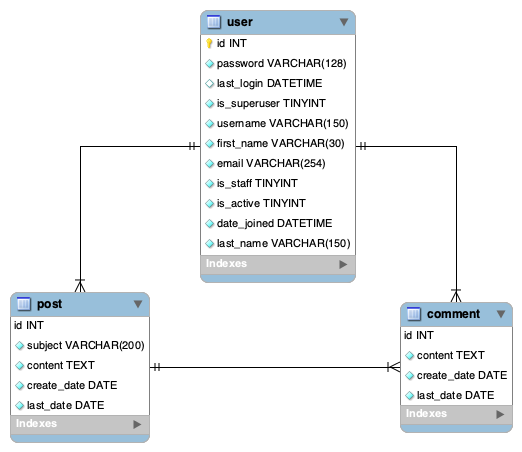 user
id INT
password VARCHAR(128)
last_login DATETIME
is_superuser TINYINT
username VARCHAR(150)
first_name VARCHAR(30)
email VARCHAR(254)
is_staff TINYINT
is_active TINYINT
date_joined DATETIME
last_name VARCHAR(150)
Indexes
post
id INT
subject VARCHAR(200)
content TEXT
create_date DATE
last_date DATE
Indexes
comment
id INT
content TEXT
create_date DATE
last_date DATE
Indexes